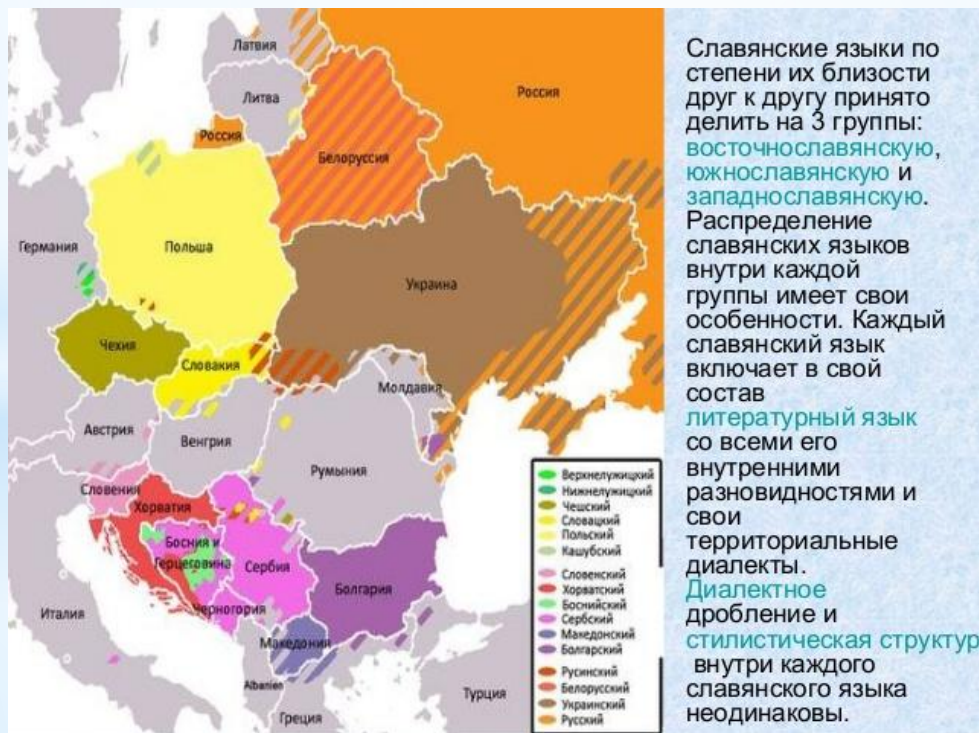 Латвия
Литва
Россия
Россия
Белоруссия
Германия
Польша
Украина
Чехия
Словакия
Молдавия
Австрия
Венгрия
Румыния
Словения
Хорватия
Босния и
Герцеговина
Сербия
Италия
Болгария
Черногория
Македония
Albanien
Турция
Греция
Верхнелужицкий
Нижнелужицкий
Чешский
Словацкий
Польский
Кашубский
Словенский
Хорватский
Боснийский
Сербский
Македонский
Болгарский
Русинский
Белорусский
Украинский
Русский
Славянские языки по
степени их близости
друг к другу принято
делить на 3 группы:
восточнославянскую,
южнославянскую и
западнославянскую.
Распределение
славянских языков
внутри каждой
группы имеет свои
особенности. Каждый
славянский язык
включает в свой
состав
литературный язык
со всеми его
внутренними
разновидностями и
свои
территориальные
диалекты.
Диалектное
дробление и
стилистическая структур
внутри каждого
славянского языка
неодинаковы.